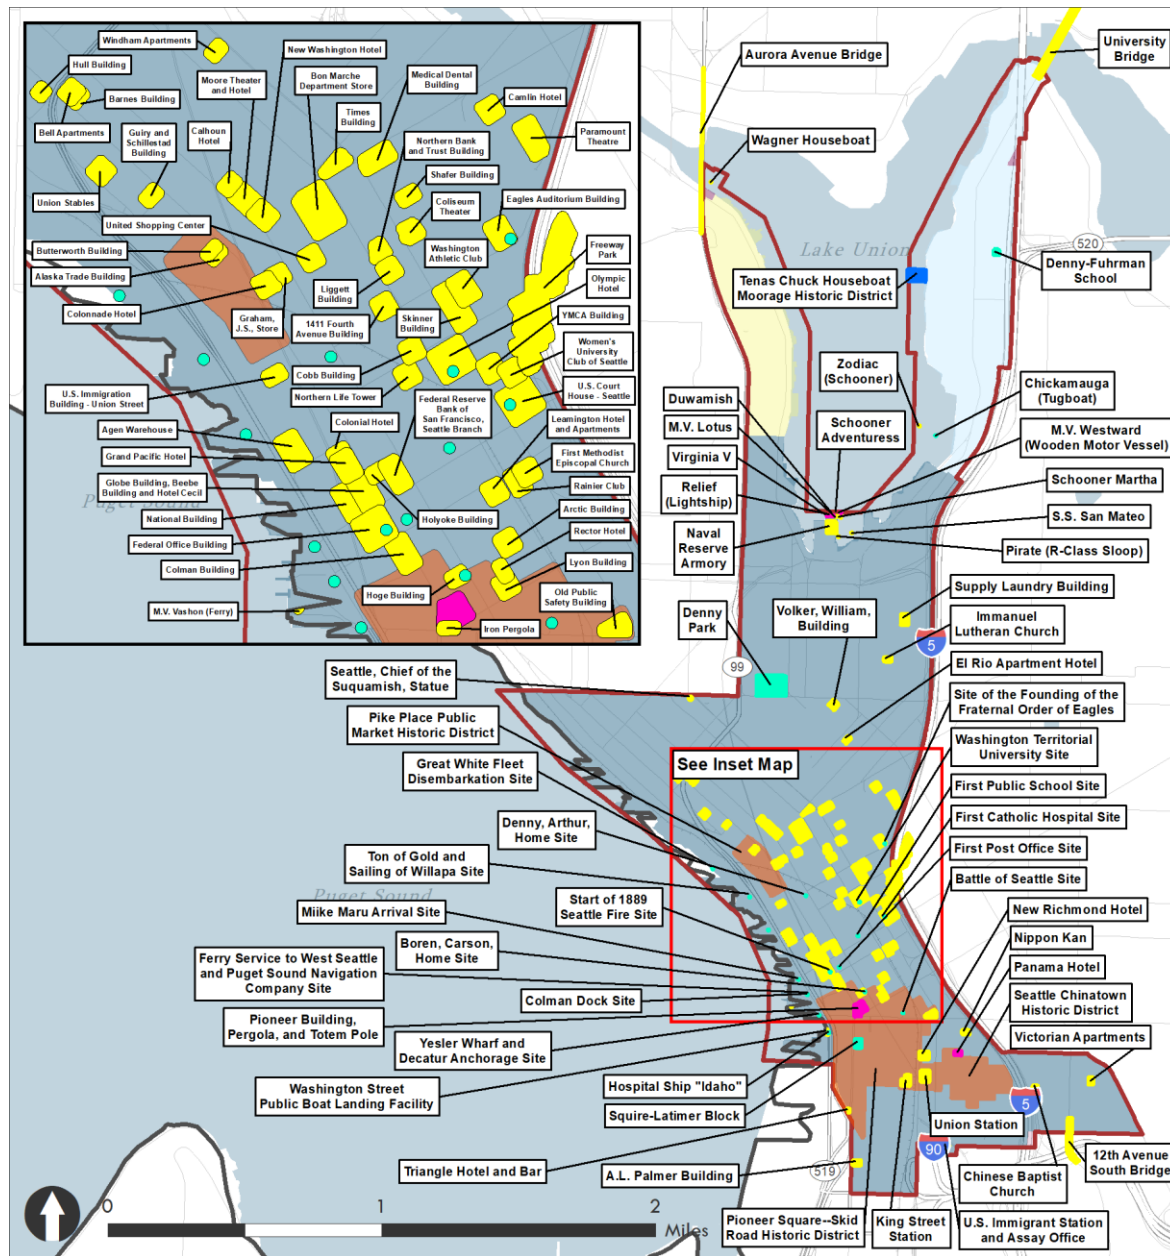 Windham Apartments
Hull Building
Barnes Building
Bell Apartments
Moore Theater
and Hotel
New Washington Hotel
Bon Marche
Department Store
Medical Dental
Building
Times
Building
Camlin Hotel
Paramount
Theatre
Guiry and
Schillestad
Building
Calhoun
Hotel
Northern Bank
and Trust Building
Shafer Building
Union Stables
Coliseum
Theater
Eagles Auditorium Building
United Shopping Center
Butterworth Building
Alaska Trade Building
Colonnade Hotel
Graham,
J.S., Store
Liggett
Building
1411 Fourth
Avenue Building
Washington
Athletic Club
Skinner
Building
Freeway
Park
Olympic
Hotel
YMCA Building
Women's
University
Club of Seattle
Cobb Building
Northern Life Tower
U.S. Immigration
Building - Union Street
Federal Reserve
Bank of
San Francisco,
Seattle Branch
U.S. Court
House - Seattle
Leamington Hotel
and Apartments
Agen Warehouse
Colonial Hotel
Grand Pacific Hotel
First Methodist
Episcopal Church
Globe Building, Beebe
Building and Hotel Cecil
Rainier Club
National Building
Holyoke Building
Arctic Building
Federal Office Building
Rector Hotel
Colman Building
Lyon Building
Hoge Building
Old Public
Safety Building
M.V. Vashon (Ferry)
Iron Pergola
Puget Sound
Aurora Avenue Bridge
University
Bridge
Wagner Houseboat
Lake Union
520
Tenas Chuck Houseboat
Moorage Historic District
Denny-Fuhrman
School
Zodiac
(Schooner)
Chickamauga
(Tugboat)
Duwamish
M.V. Lotus
Virginia V
Relief
(Lightship)
Naval
Reserve
Armory
Schooner
Adventuress
M.V. Westward
(Wooden Motor Vessel)
Schooner Martha
S.S. San Mateo
Pirate (R-Class Sloop)
Supply Laundry Building
Denny
Park
Volker, William,
Building
Immanuel
Lutheran Church
5
99
El Rio Apartment Hotel
Seattle, Chief of the
Suquamish, Statue
Site of the Founding of the
Fraternal Order of Eagles
Pike Place Public
Market Historic District
Washington Territorial
University Site
Great White Fleet
Disembarkation Site
See Inset Map
First Public School Site
Denny, Arthur,
Home Site
First Catholic Hospital Site
Ton of Gold and
Sailing of Willapa Site
First Post Office Site
Puget Sound
Start of 1889
Seattle Fire Site
Battle of Seattle Site
Miike Maru Arrival Site
New Richmond Hotel
Boren, Carson,
Home Site
Nippon Kan
Ferry Service to West Seattle
and Puget Sound Navigation
Company Site
Panama Hotel
Colman Dock Site
Seattle Chinatown
Historic District
Pioneer Building,
Pergola, and Totem Pole
Victorian Apartments
Yesler Wharf and
Decatur Anchorage Site
Washington Street
Public Boat Landing Facility
Hospital Ship "Idaho"
Squire-Latimer Block
5
Union Station
90
Triangle Hotel and Bar
A.L. Palmer Building
519
Chinese Baptist
Church
12th Avenue
South Bridge
Pioneer Square--Skid
Road Historic District
King Street
Station
U.S. Immigrant Station
and Assay Office
0 1 2
Miles